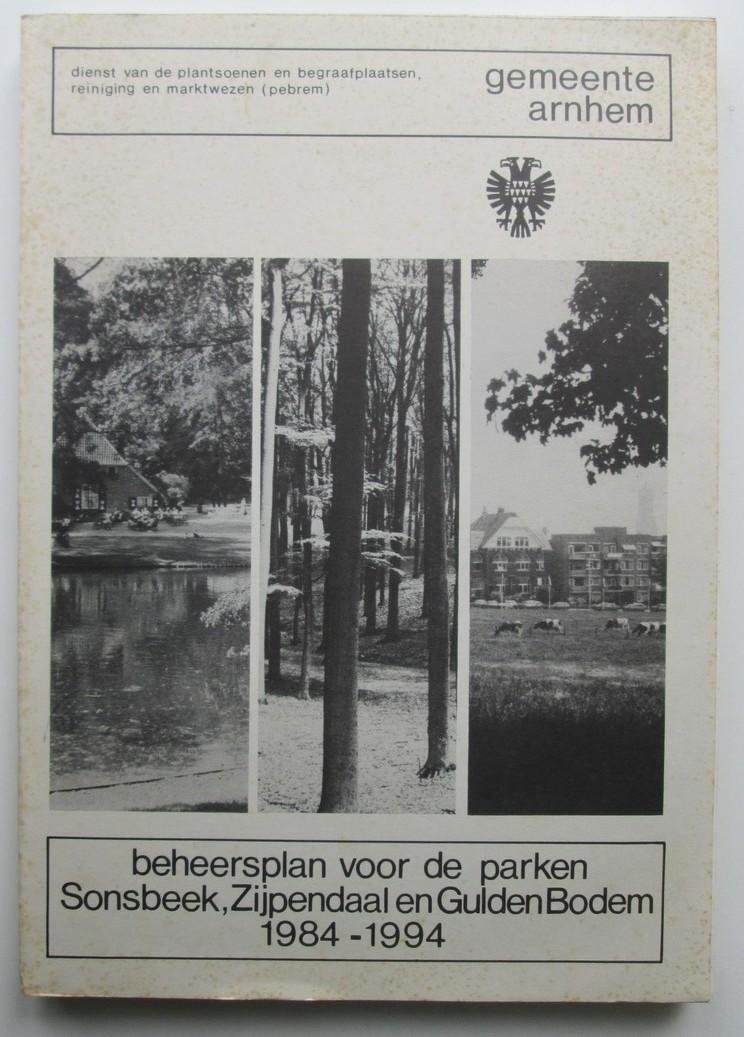 dienst van de plantsoenen en begraafplaatsen,
reiniging en marktwezen (pebrem)
gemeente
arnhem
beheersplan voor de parken
Sonsbeek, Zijpendaal en Gulden Bodem
1984 - 1994